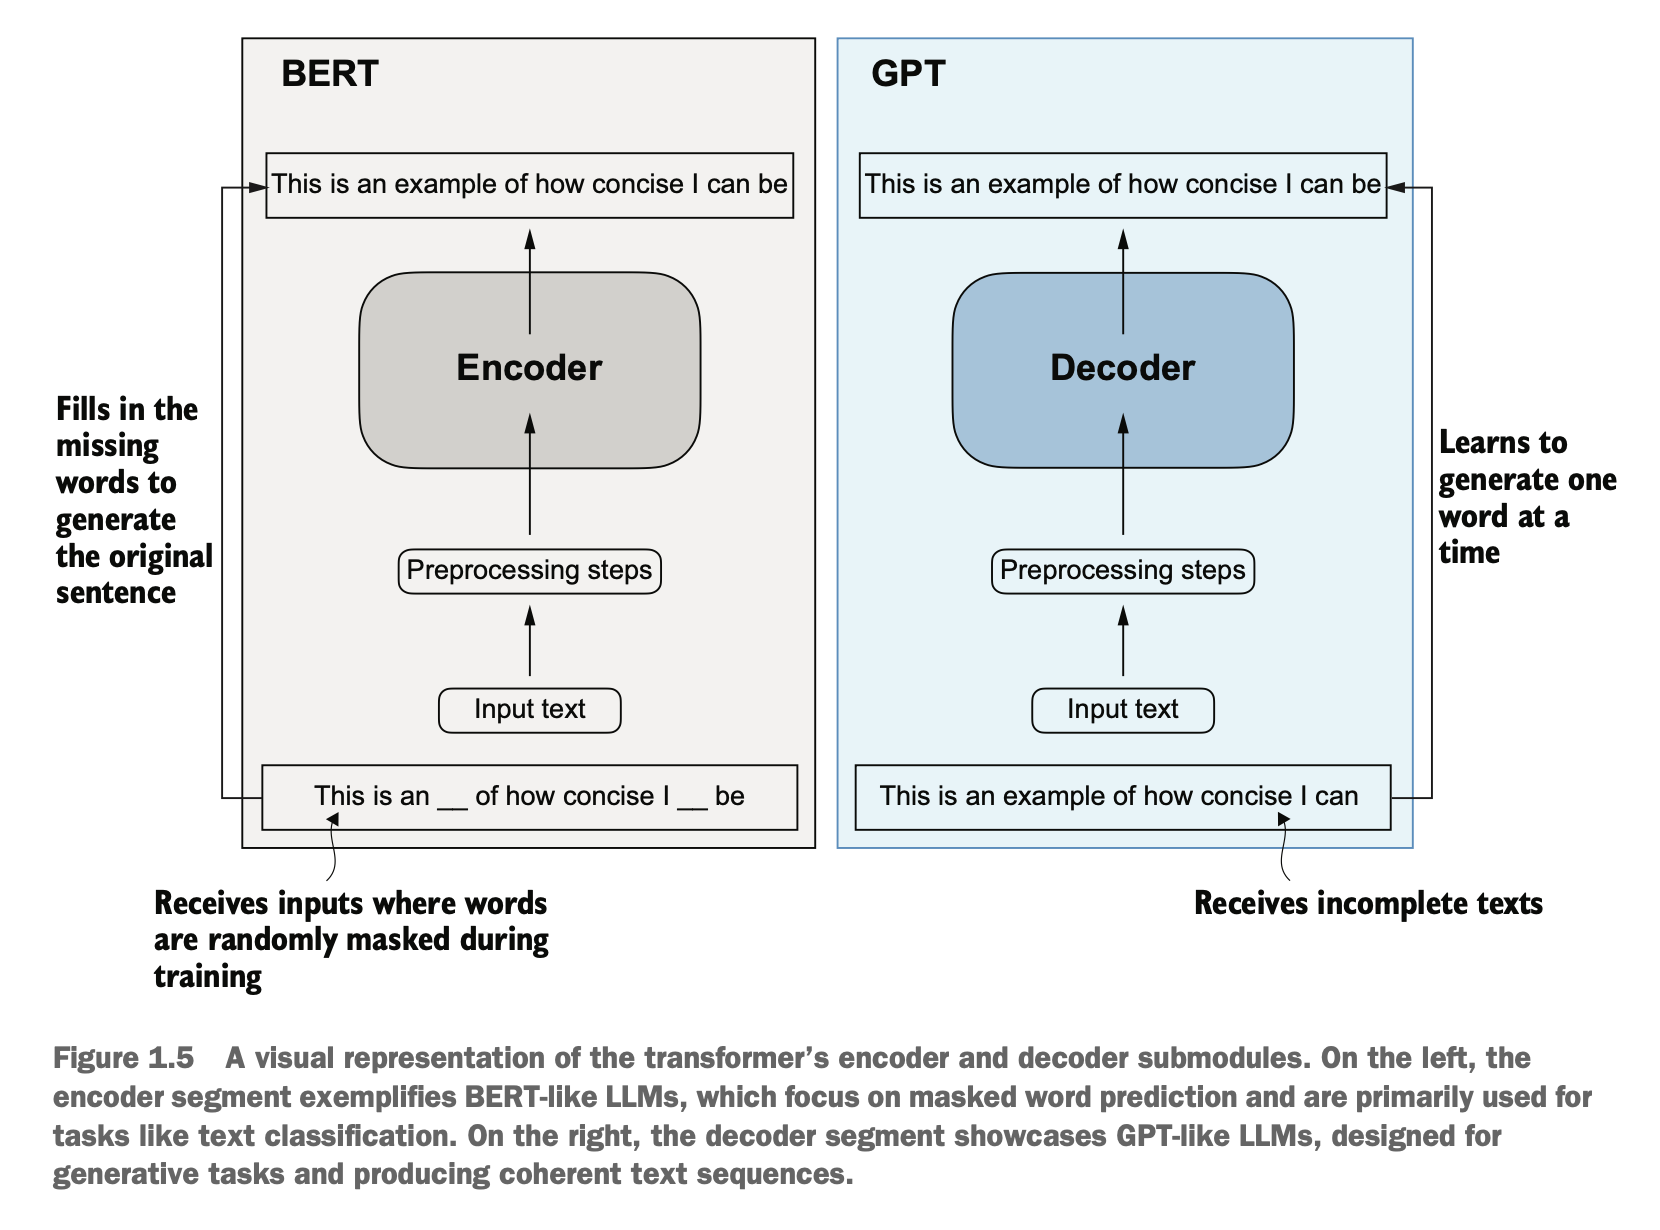 BERT
This is an example of how concise I can be
Encoder
Fills in the
missing
words to
generate
the original
sentence
Preprocessing steps
Input text
This is an __ of how concise I __ be
Receives inputs where words
are randomly masked during
training
GPT
This is an example of how concise I can be
Decoder
Learns to
generate one
word at a
time
Preprocessing steps
Input text
This is an example of how concise I can
Receives incomplete texts
Figure 1.5 A visual representation of the transformer’s encoder and decoder submodules. On the left, the
encoder segment exemplifies BERT-like LLMs, which focus on masked word prediction and are primarily used for
tasks like text classification. On the right, the decoder segment showcases GPT-like LLMs, designed for
generative tasks and producing coherent text sequences.